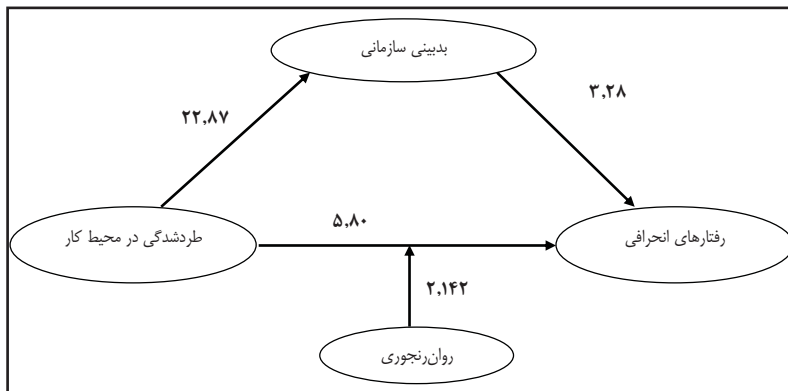 بدبینی سازمانی
۳,۲۸
۲۲,۸۷
رفتارهای انحرافی
۵,۸۰
طردشدگی در محیط کار
۲,۱۴۲
روان‌رنجوری